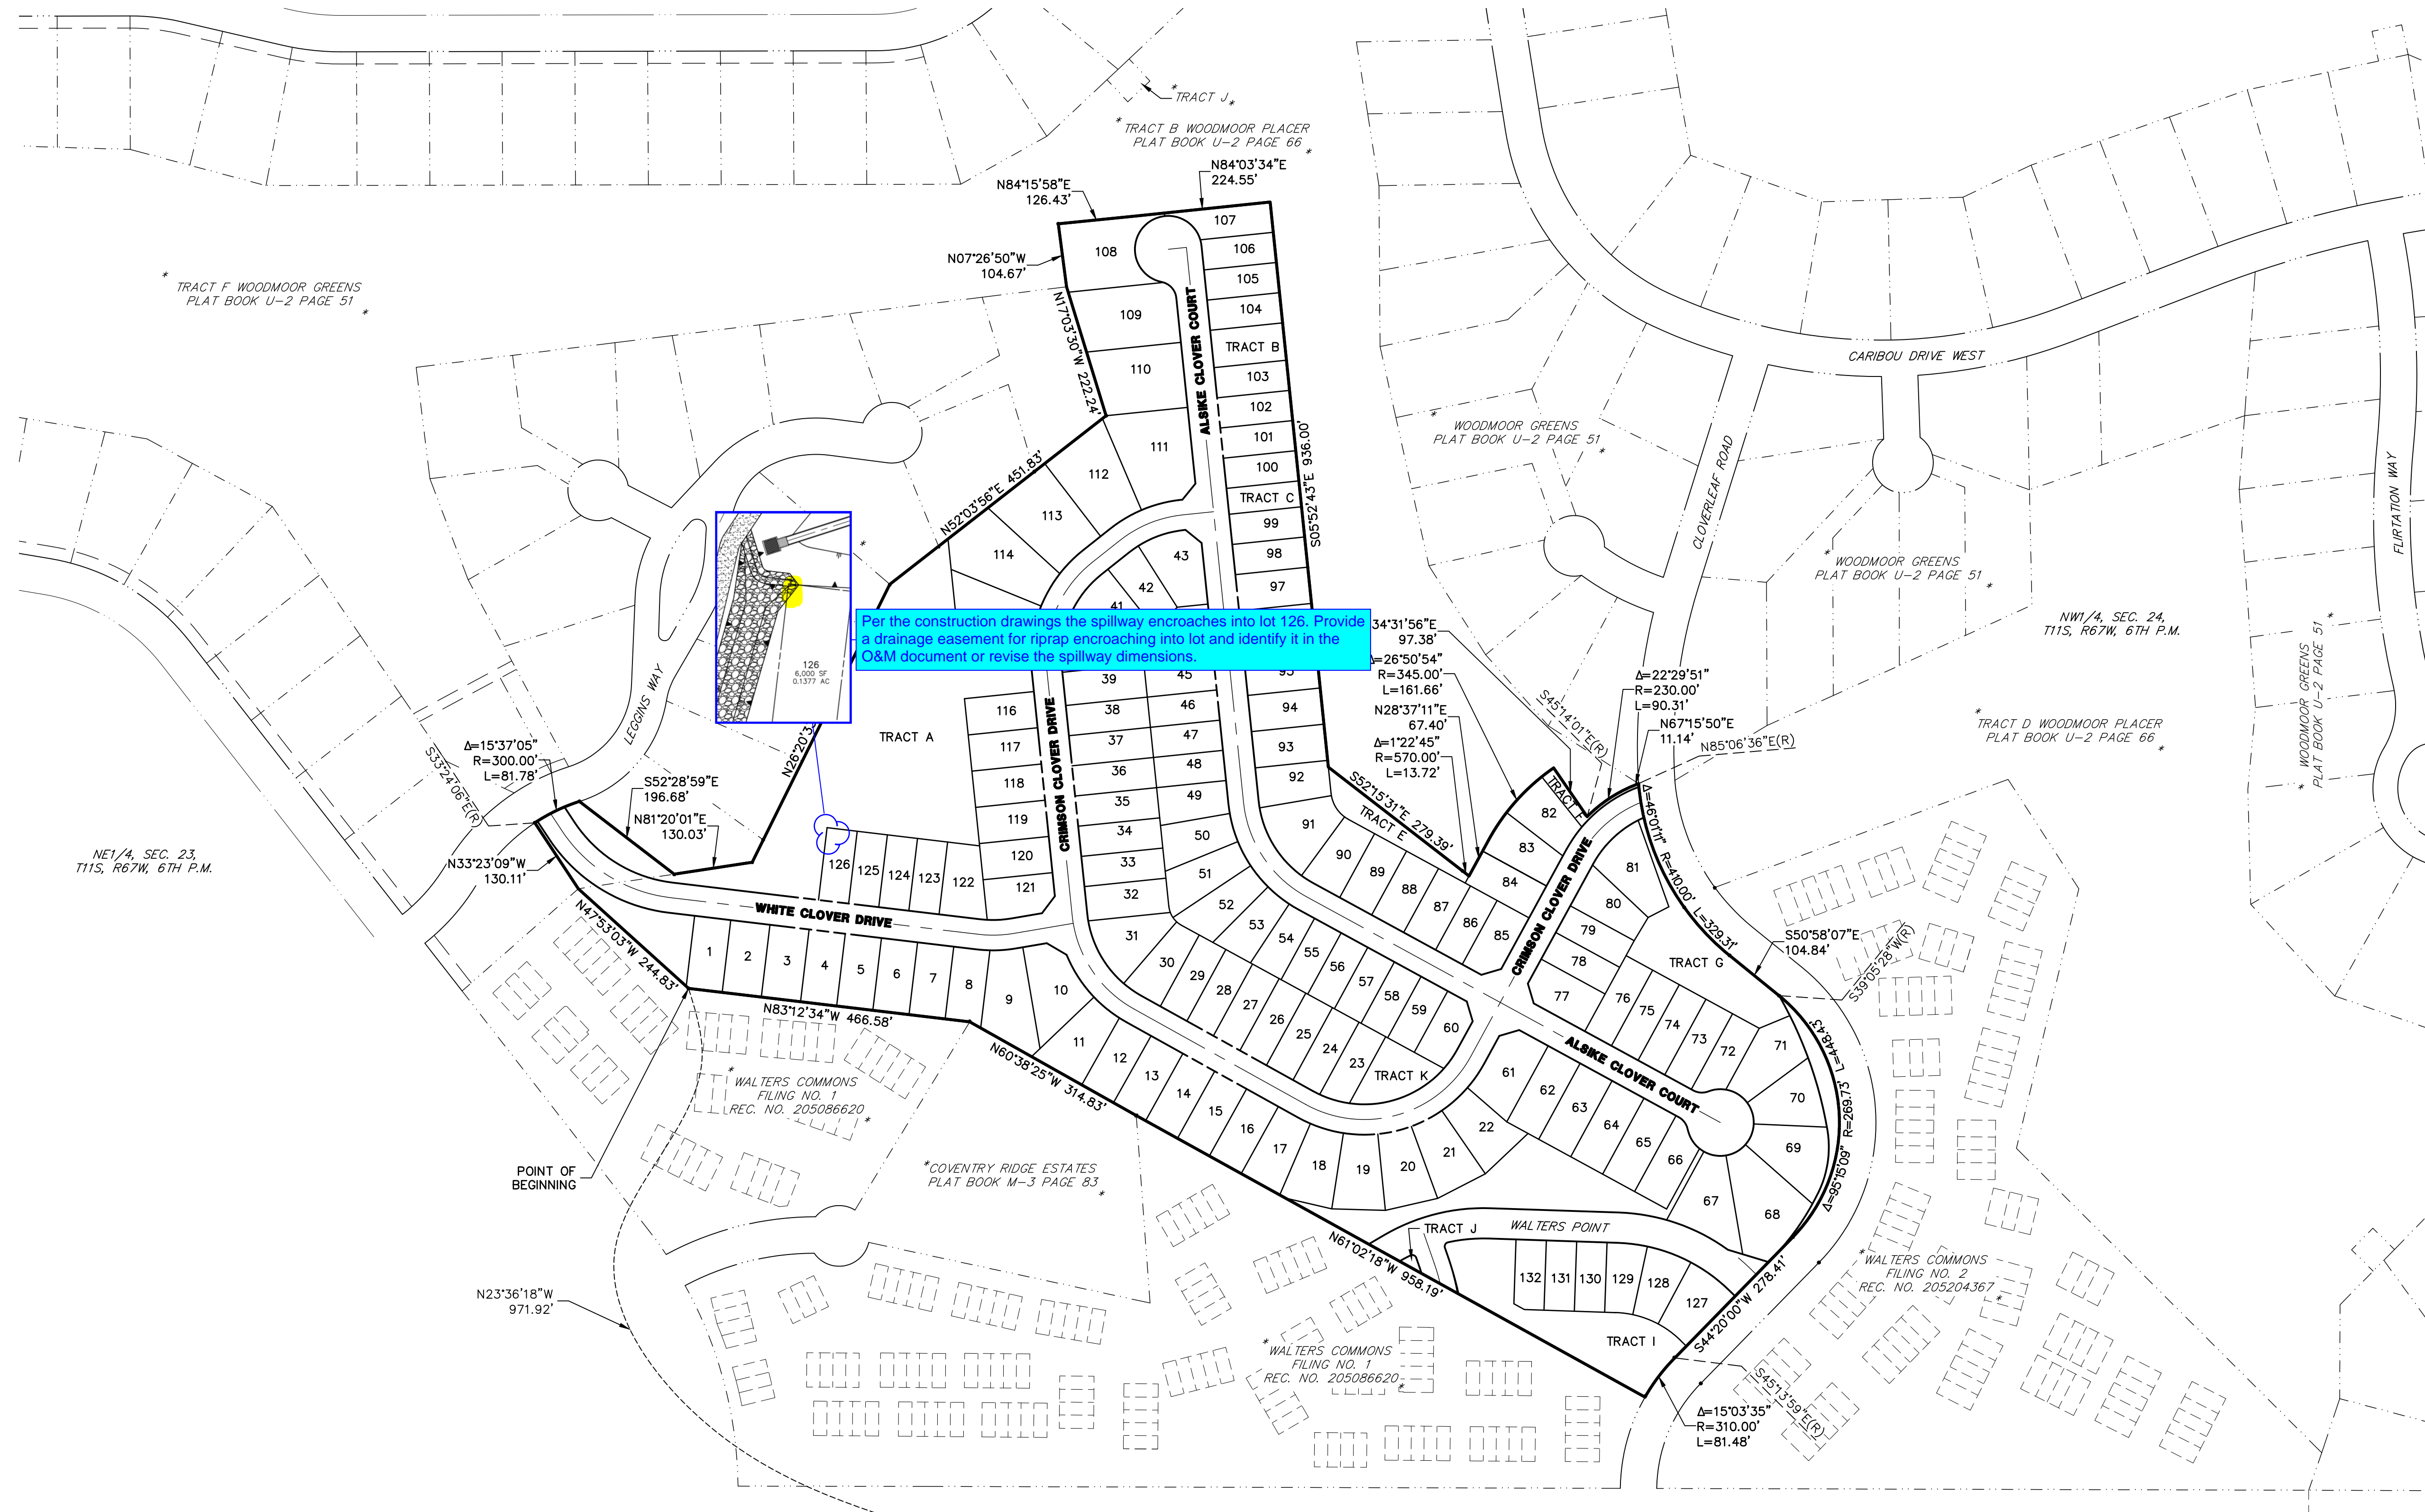 *TRACT J*
* TRACT B WOODMOOR PLACER
PLAT BOOK U-2 PAGE 66 *
N84°03'34"E
224.55'
N84°15'58"E
126.43'
N07°26'50"W
104.67'
* TRACT F WOODMOOR GREENS
PLAT BOOK U-2 PAGE 51 *
N17°03'30"W 222.24'
108
109
110
111
112
113
114
107
106
105
104
TRACT B
103
102
101
100
TRACT C
99
98
97
ALSIKE CLOVER COURT
S05°52'43"E 936.00'
N52°03'56"E 451.83'
CARIBOU DRIVE WEST
* WOODMOOR GREENS
PLAT BOOK U-2 PAGE 51 *
CLOVERLEAF ROAD
FLIRTATION WAY
* WOODMOOR GREENS
PLAT BOOK U-2 PAGE 51 *
NW1/4, SEC. 24,
T11S, R67W, 6TH P.M.
* WOODMOOR GREENS
PLAT BOOK U-2 PAGE 51 *
* TRACT D WOODMOOR PLACER
PLAT BOOK U-2 PAGE 66 *
43
42
41
Per the construction drawings the spillway encroaches into lot 126. Provide
a drainage easement for riprap encroaching into lot and identify it in the
O&M document or revise the spillway dimensions.
126
6,000 SF
0.1377 AC
34°31'56"E
97.38'
Δ=26°50'54"
R=345.00'
L=161.66'
N28°37'11"E
67.40'
Δ=1°22'45"
R=570.00'
L=13.72'
Δ=22°29'51"
R=230.00'
L=90.31'
N67°15'50"E
11.14'
S45°14'01"E(R)
N85°06'36"E(R)
LEGGINS WAY
N26°20'3
TRACT A
Δ=15°37'05"
R=300.00'
L=81.78'
S33°24'06"E(R)
S52°28'59"E
196.68'
N81°20'01"E
130.03'
N33°23'09"W
130.11'
NE1/4, SEC. 23,
T11S, R67W, 6TH P.M.
116
117
118
119
120
121
CRIMSON CLOVER DRIVE
39
38
37
36
35
34
33
32
31
45
46
47
48
49
50
51
52
95
94
93
92
91
S52°15'31"E 279.39'
TRACT E
TRACT F
82
83
84
81
80
79
78
77
90
89
88
87
86
85
CRIMSON CLOVER DRIVE
Δ=46°01'11" R=410.00' L=329.31'
S50°58'07"E
104.84'
S39°05'28"W(R)
TRACT G
126
125
124
123
122
WHITE CLOVER DRIVE
N47°53'03"W 244.83'
1
2
3
4
5
6
7
8
9
10
11
12
13
14
15
16
17
18
19
20
21
22
30
29
28
27
26
25
24
23
53
54
55
56
57
58
59
60
TRACT K
76
75
74
73
72
71
70
69
68
67
61
62
63
64
65
66
ALSIKE CLOVER COURT
Δ=95°15'09" R=269.73' L=448.43'
N83°12'34"W 466.58'
N60°38'25"W 314.83'
* WALTERS COMMONS
FILING NO. 1
REC. NO. 205086620 *
POINT OF
BEGINNING
*COVENTRY RIDGE ESTATES
PLAT BOOK M-3 PAGE 83 *
N23°36'18"W
971.92'
TRACT J
WALTERS POINT
N61°02'18"W 958.19'
132
131
130
129
128
127
TRACT I
S44°20'00"W 278.41'
* WALTERS COMMONS
FILING NO. 2
REC. NO. 205204367 *
* WALTERS COMMONS
FILING NO. 1
REC. NO. 205086620 *
S45°13'59"E(R)
Δ=15°03'35"
R=310.00'
L=81.48'